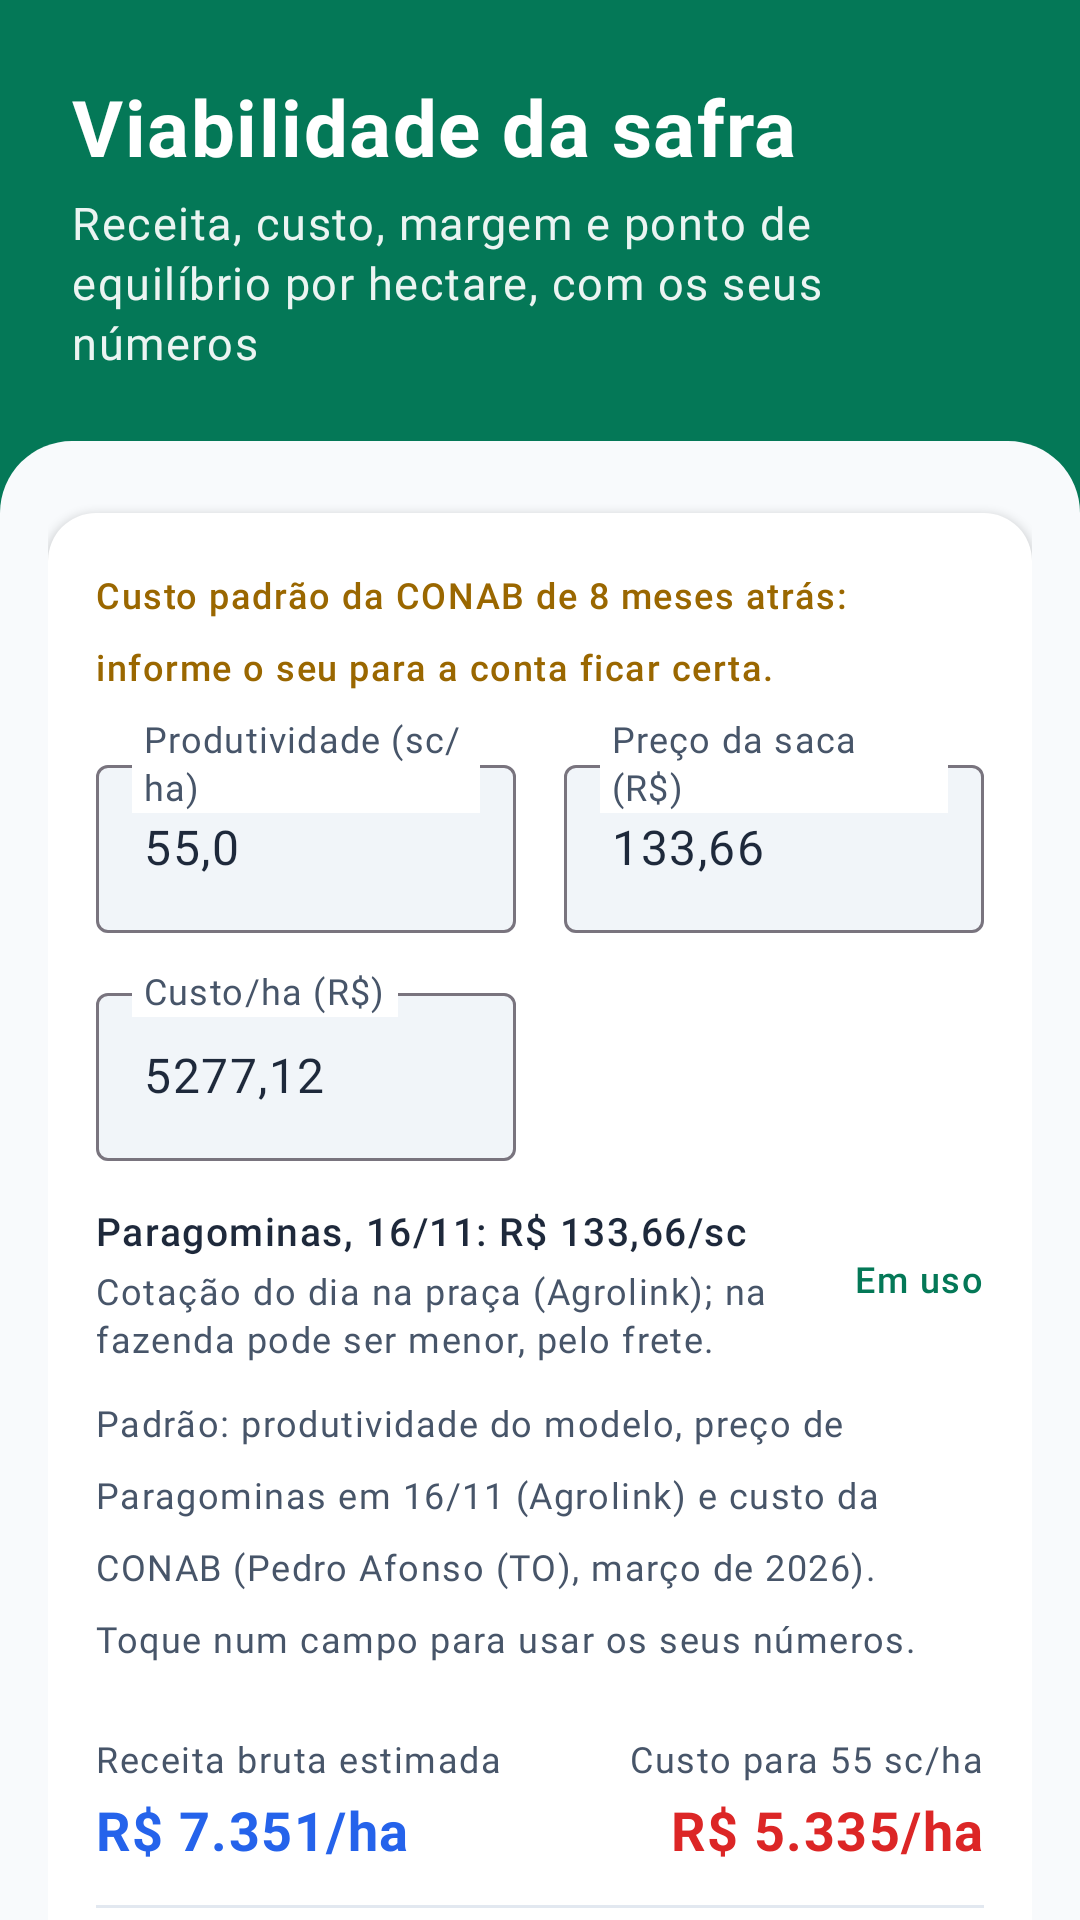 Viabilidade da safra
Receita, custo, margem e ponto de
equilíbrio por hectare, com os seus
números
Custo padrão da CONAB de 8 meses atrás:
informe o seu para a conta ficar certa.
Produtividade (sc/
ha)
55,0
Preço da saca
(R$)
133,66
Custo/ha (R$)
5277,12
Paragominas, 16/11: R$ 133,66/sc
Cotação do dia na praça (Agrolink); na
fazenda pode ser menor, pelo frete.
Em uso
Padrão: produtividade do modelo, preço de
Paragominas em 16/11 (Agrolink) e custo da
CONAB (Pedro Afonso (TO), março de 2026).
Toque num campo para usar os seus números.
Receita bruta estimada
R$ 7.351/ha
Custo para 55 sc/ha
R$ 5.335/ha